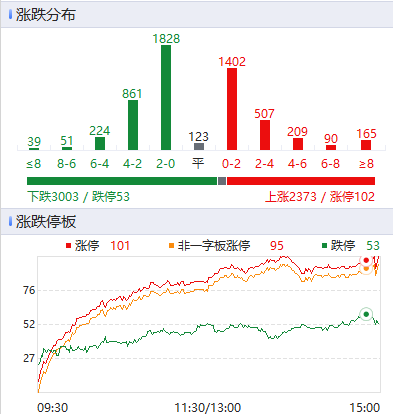 涨跌分布
39 51 224 861 1828 123 1402 507 209 90 165
≤8 8-6 6-4 4-2 2-0 平 0-2 2-4 4-6 6-8 ≥8
下跌3003 / 跌停53 上涨2373 / 涨停102
涨跌停板
涨停 101 非一字板涨停 95 跌停 53
76
52
27
09:30 11:30/13:00 15:00